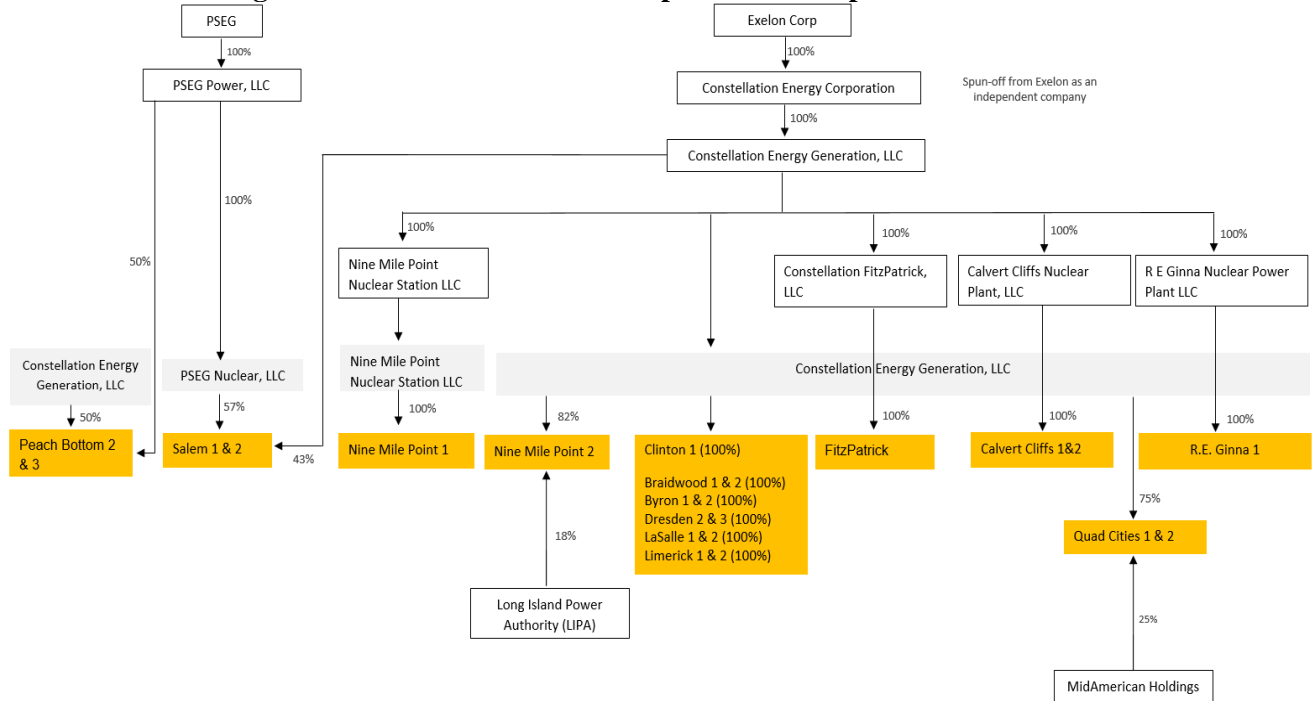 PSEG
Exelon Corp
100%
100%
PSEG Power, LLC
Constellation Energy Corporation
Spun-off from Exelon as an
independent company
100%
Constellation Energy Generation, LLC
100%
50%
100%
100%
100%
100%
Nine Mile Point
Nuclear Station LLC
Constellation FitzPatrick,
LLC
Calvert Cliffs Nuclear
Plant, LLC
R E Ginna Nuclear Power
Plant LLC
Constellation Energy
Generation, LLC
PSEG Nuclear, LLC
Nine Mile Point
Nuclear Station LLC
Constellation Energy Generation, LLC
50%
57%
100%
82%
100%
100%
100%
Peach Bottom 2
& 3
Salem 1 & 2
43%
Nine Mile Point 1
Nine Mile Point 2
Clinton 1 (100%)
Braidwood 1 & 2 (100%)
Byron 1 & 2 (100%)
Dresden 2 & 3 (100%)
LaSalle 1 & 2 (100%)
Limerick 1 & 2 (100%)
FitzPatrick
Calvert Cliffs 1&2
R.E. Ginna 1
75%
Quad Cities 1 & 2
18%
Long Island Power
Authority (LIPA)
25%
MidAmerican Holdings